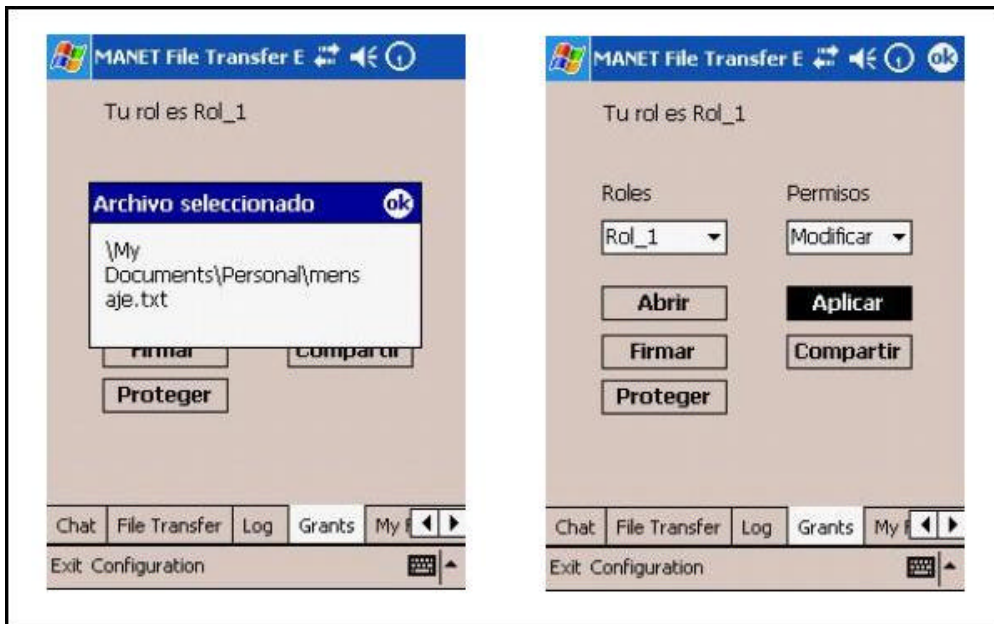 MANET File Transfer E
Tu rol es Rol_1
Archivo seleccionado ok
\My
Documents\Personal\mens
aje.txt
Firmar Compartir
Proteger
Chat File Transfer Log Grants My
Exit Configuration
MANET File Transfer E ok
Tu rol es Rol_1
Roles Permisos
Rol_1 Modificar
Abrir Aplicar
Firmar Compartir
Proteger
Chat File Transfer Log Grants My
Exit Configuration